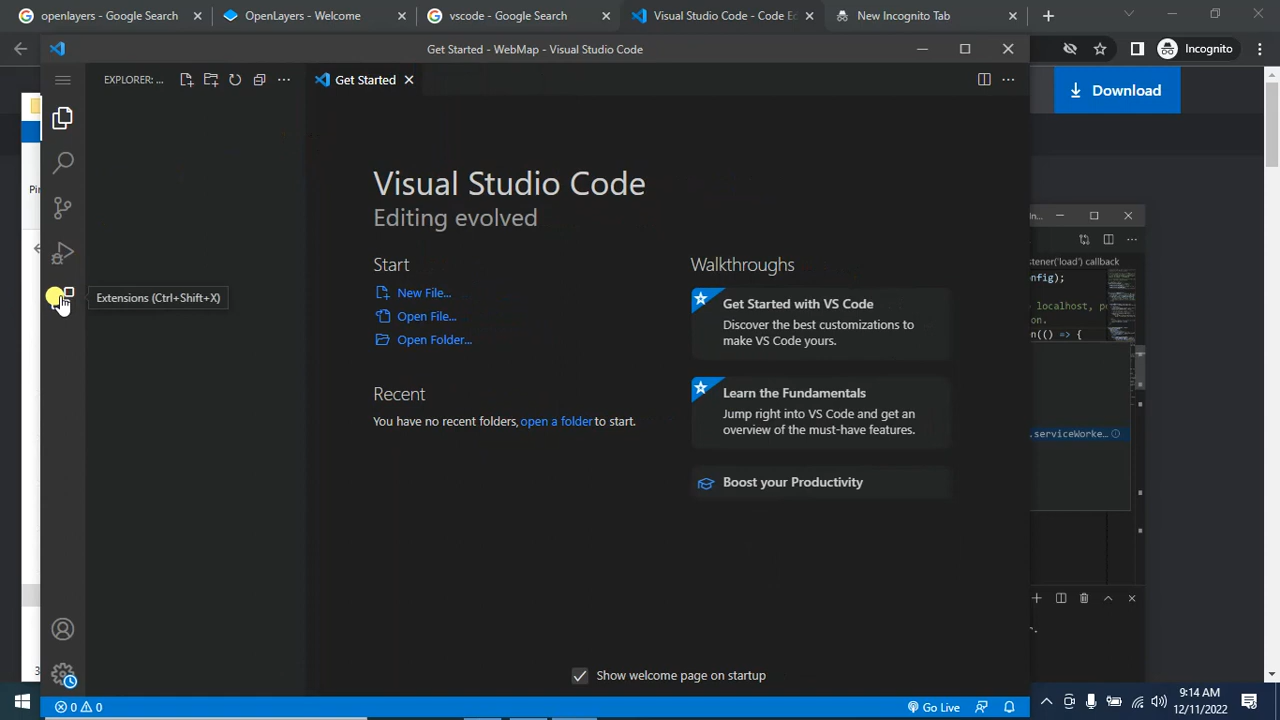 openlayers - Google Search
OpenLayers - Welcome
vscode - Google Search
Visual Studio Code - Code Ed
New Incognito Tab
Incognito
Get Started - WebMap - Visual Studio Code
EXPLORER: ...
Get Started
Download
Visual Studio Code
Editing evolved
Start
New File...
Open File...
Open Folder...
Recent
You have no recent folders, open a folder to start.
Walkthroughs
Get Started with VS Code
Discover the best customizations to
make VS Code yours.
Learn the Fundamentals
Jump right into VS Code and get an
overview of the must-have features.
Boost your Productivity
Extensions (Ctrl+Shift+X)
In...
stener('load') callback
nfig);
localhost, p
on.
n(() => {
.serviceWorke...
r.
Show welcome page on startup
0 0
Go Live
9:14 AM
12/11/2022